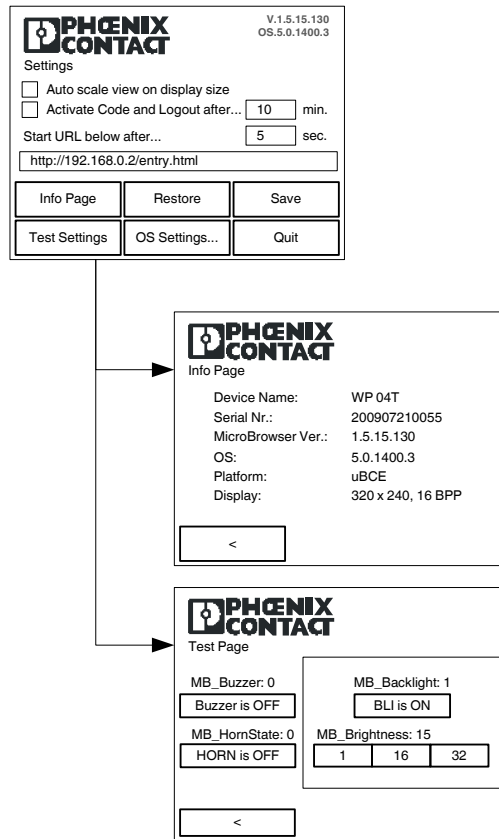 PHŒNIX
CONTACT
V.1.5.15.130
OS.5.0.1400.3
Settings
Auto scale view on display size
Activate Code and Logout after... 10 min.
Start URL below after... 5 sec.
http://192.168.0.2/entry.html
Info Page Restore Save
Test Settings OS Settings... Quit
PHŒNIX
CONTACT
Info Page
Device Name: WP 04T
Serial Nr.: 200907210055
MicroBrowser Ver.: 1.5.15.130
OS: 5.0.1400.3
Platform: uBCE
Display: 320 x 240, 16 BPP
<
PHŒNIX
CONTACT
Test Page
MB_Buzzer: 0 MB_Backlight: 1
Buzzer is OFF BLI is ON
MB_HornState: 0 MB_Brightness: 15
HORN is OFF 1 16 32
<